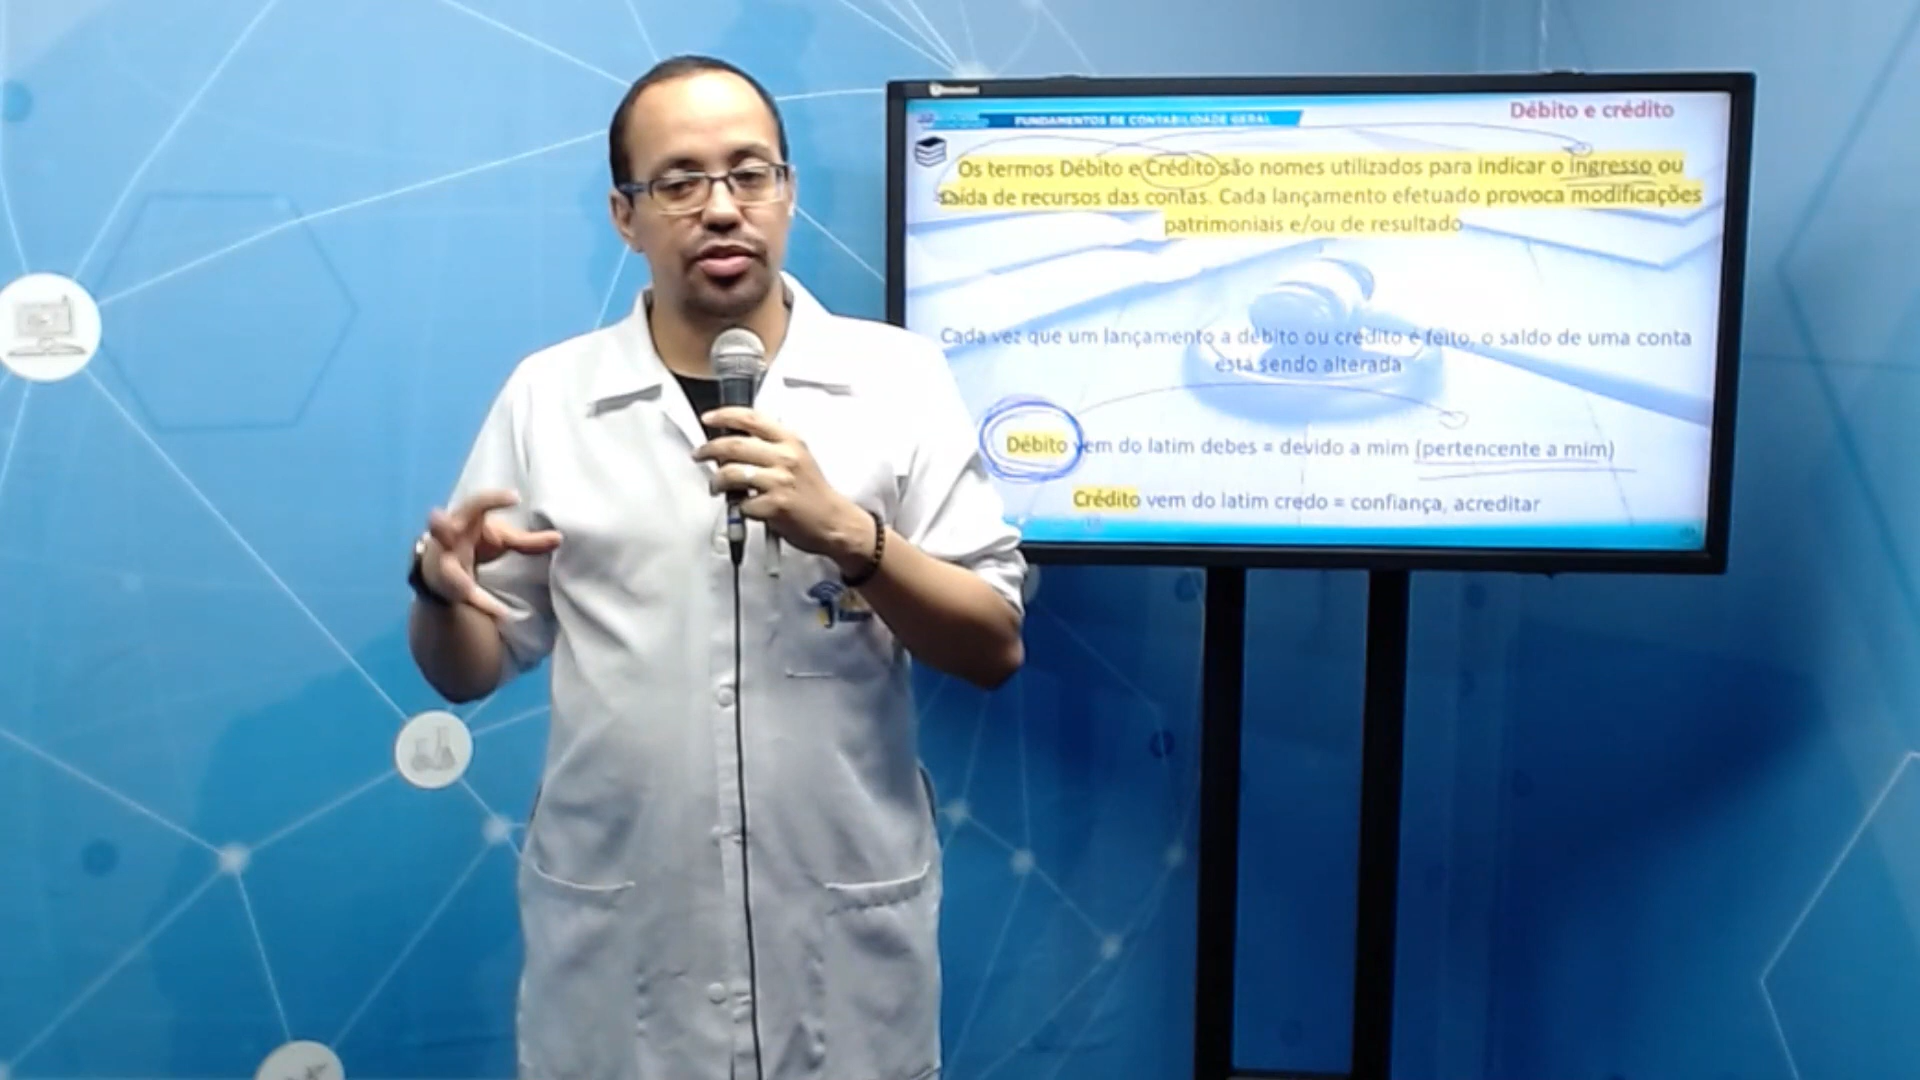 FUNDAMENTOS DE CONTABILIDADE GERAL
Débito e crédito
Os termos Débito e Crédito são nomes utilizados para indicar o ingresso ou
saída de recursos das contas. Cada lançamento efetuado provoca modificações
patrimoniais e/ou de resultado
Cada vez que um lançamento a débito ou crédito é feito, o saldo de uma conta
está sendo alterada
Débito vem do latim debes = devido a mim (pertencente a mim)
Crédito vem do latim credo = confiança, acreditar